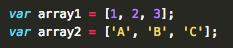 var array1 = [1, 2, 3];
var array2 = ['A', 'B', 'C'];